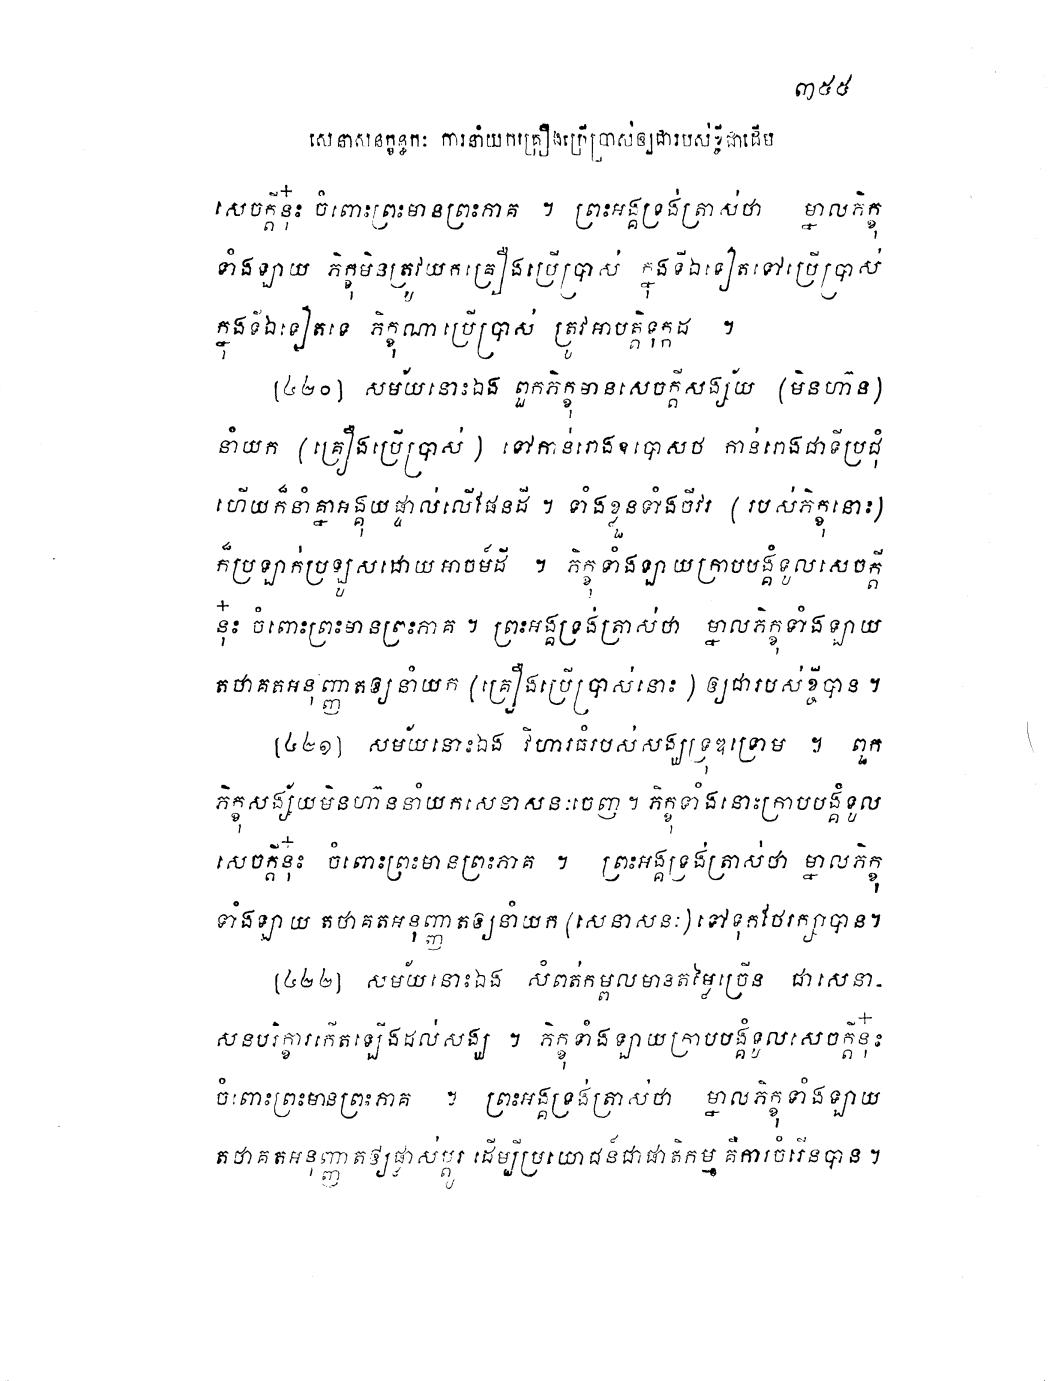 ៣៥៥
សេនាសនក្ខន្ធកៈ ការនាំយកគ្រឿងប្រើប្រាស់ឲ្យជារបស់ខ្ចីជាដើម
សេចក្តីនុ៎ះ ចំពោះព្រះមានព្រះភាគ ។ ព្រះអង្គទ្រង់ត្រាស់ថា ម្នាលភិក្ខុ
ទាំងឡាយ ភិក្ខុមិនត្រូវយកគ្រឿងប្រើប្រាស់ ក្នុងទីឯទៀតទៅប្រើប្រាស់
ក្នុងទីឯទៀតទេ ភិក្ខុណាប្រើប្រាស់ ត្រូវអាបត្តិទុក្កដ ។
[៤២០] សម័យនោះឯង ពួកភិក្ខុមានសេចក្តីសង្ស័យ (មិនហ៊ាន)
នាំយក (គ្រឿងប្រើប្រាស់) ទៅកាន់រោងឧបោសថ កាន់រោងជាទីប្រជុំ
ហើយក៏នាំគ្នាអង្គុយផ្ទាល់លើផែនដី ។ ទាំងខ្លួនទាំងចីវរ (របស់ភិក្ខុនោះ)
ក៏ប្រឡាក់ប្រឡូសដោយអាចម៍ដី ។ ភិក្ខុទាំងឡាយក្រាបបង្គំទូលសេចក្តី
នុ៎ះ ចំពោះព្រះមានព្រះភាគ ។ ព្រះអង្គទ្រង់ត្រាស់ថា ម្នាលភិក្ខុទាំងឡាយ
តថាគតអនុញ្ញាតឲ្យនាំយក (គ្រឿងប្រើប្រាស់នោះ) ឲ្យជារបស់ខ្ចីបាន ។
[៤២១] សម័យនោះឯង វិហារធំរបស់សង្ឃទ្រុឌទ្រោម ។ ពួក
ភិក្ខុសង្ស័យមិនហ៊ាននាំយកសេនាសនៈចេញ ។ ភិក្ខុទាំងនោះក្រាបបង្គំទូល
សេចក្តីនុ៎ះ ចំពោះព្រះមានព្រះភាគ ។ ព្រះអង្គទ្រង់ត្រាស់ថា ម្នាលភិក្ខុ
ទាំងឡាយ តថាគតអនុញ្ញាតឲ្យនាំយក (សេនាសនៈ) ទៅទុកថែរក្សាបាន ។
[៤២២] សម័យនោះឯង សំពត់កម្ពលមានតម្លៃច្រើន ជាសេនា-
សនបរិក្ខារកើតឡើងដល់សង្ឃ ។ ភិក្ខុទាំងឡាយក្រាបបង្គំទូលសេចក្តីនុ៎ះ
ចំពោះព្រះមានព្រះភាគ ។ ព្រះអង្គទ្រង់ត្រាស់ថា ម្នាលភិក្ខុទាំងឡាយ
តថាគតអនុញ្ញាតឲ្យផ្លាស់ប្តូរ ដើម្បីប្រយោជន៍ជាផាតិកម្ម គឺការចំរើនបាន ។